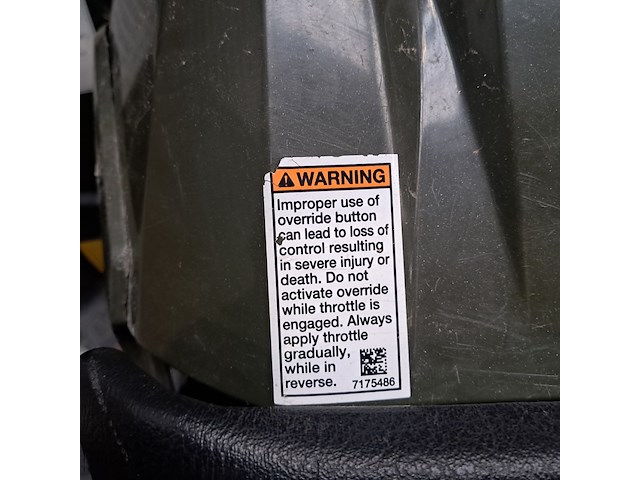 WARNING
Improper use of
override button
can lead to loss of
control resulting
in severe injury or
death. Do not
activate override
while throttle is
engaged. Always
apply throttle
gradually,
while in
reverse. 7175486